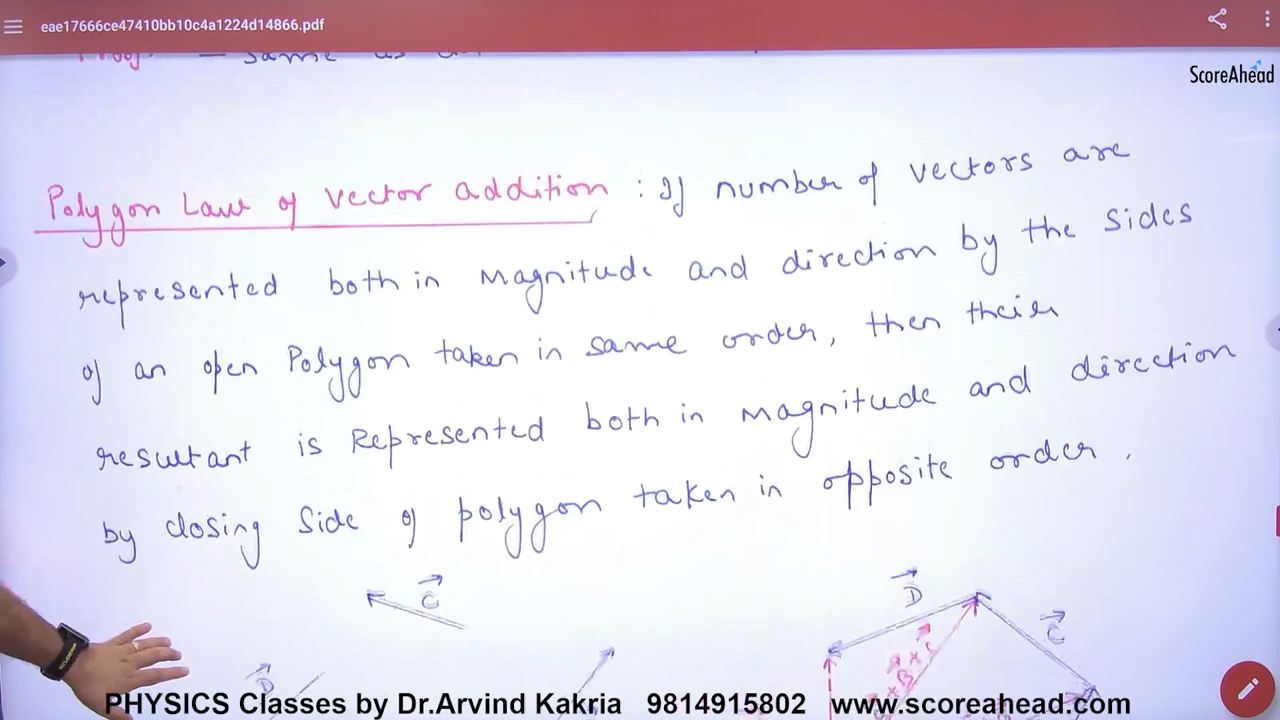 eae17666ce47410bb10c4a1224d14866.pdf
ScoreAhead
same as
Polygon Law of vector addition : If number of vectors are
represented both in magnitude and direction by the sides
of an open Polygon taken in same order, then their
resultant is Represented both in magnitude and direction
by closing side of polygon taken in opposite order.
C
D
C
D
PHYSICS Classes by Dr.Arvind Kakria 9814915802 www.scoreahead.com